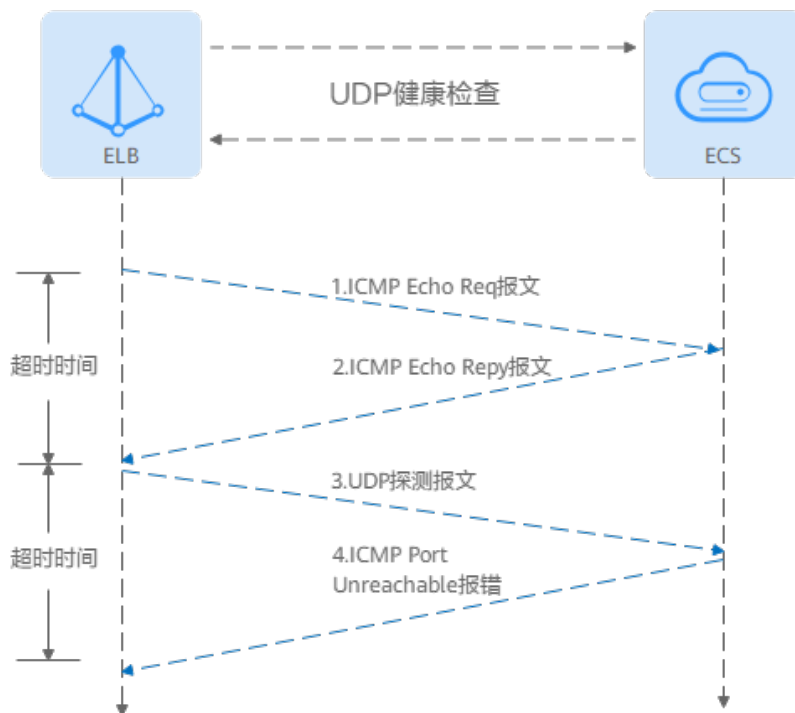 UDP健康检查
ELB
ECS
1.ICMP Echo Req报文
超时时间
2.ICMP Echo Repy报文
3.UDP探测报文
超时时间
4.ICMP Port
Unreachable报错